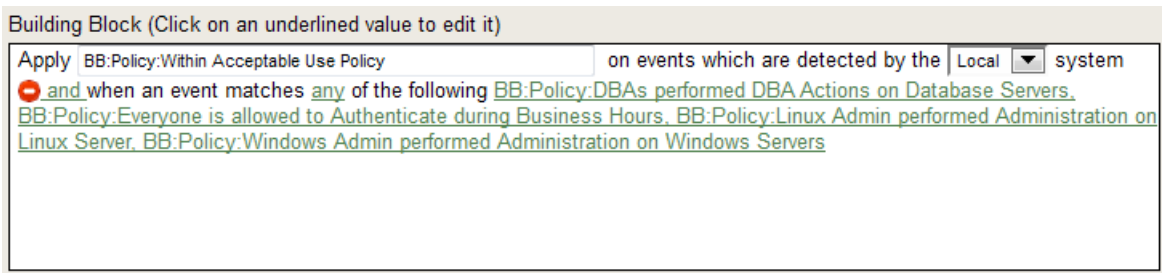 Building Block (Click on an underlined value to edit it)
Apply BB:Policy:Within Acceptable Use Policy on events which are detected by the Local system
and when an event matches any of the following BB:Policy:DBAs performed DBA Actions on Database Servers,
BB:Policy:Everyone is allowed to Authenticate during Business Hours, BB:Policy:Linux Admin performed Administration on
Linux Server, BB:Policy:Windows Admin performed Administration on Windows Servers